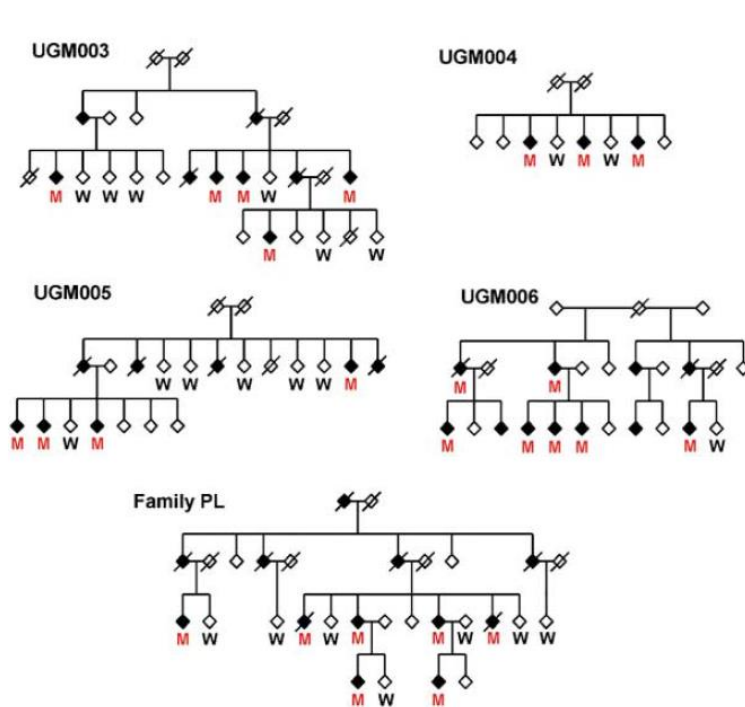 UGM003
UGM004
M W M W M
M W W W M M W M
M W W
UGM005
UGM006
W W W W W M
M M
M M W M
M M M M M W
Family PL
M W W M W M M W M W W
M W M